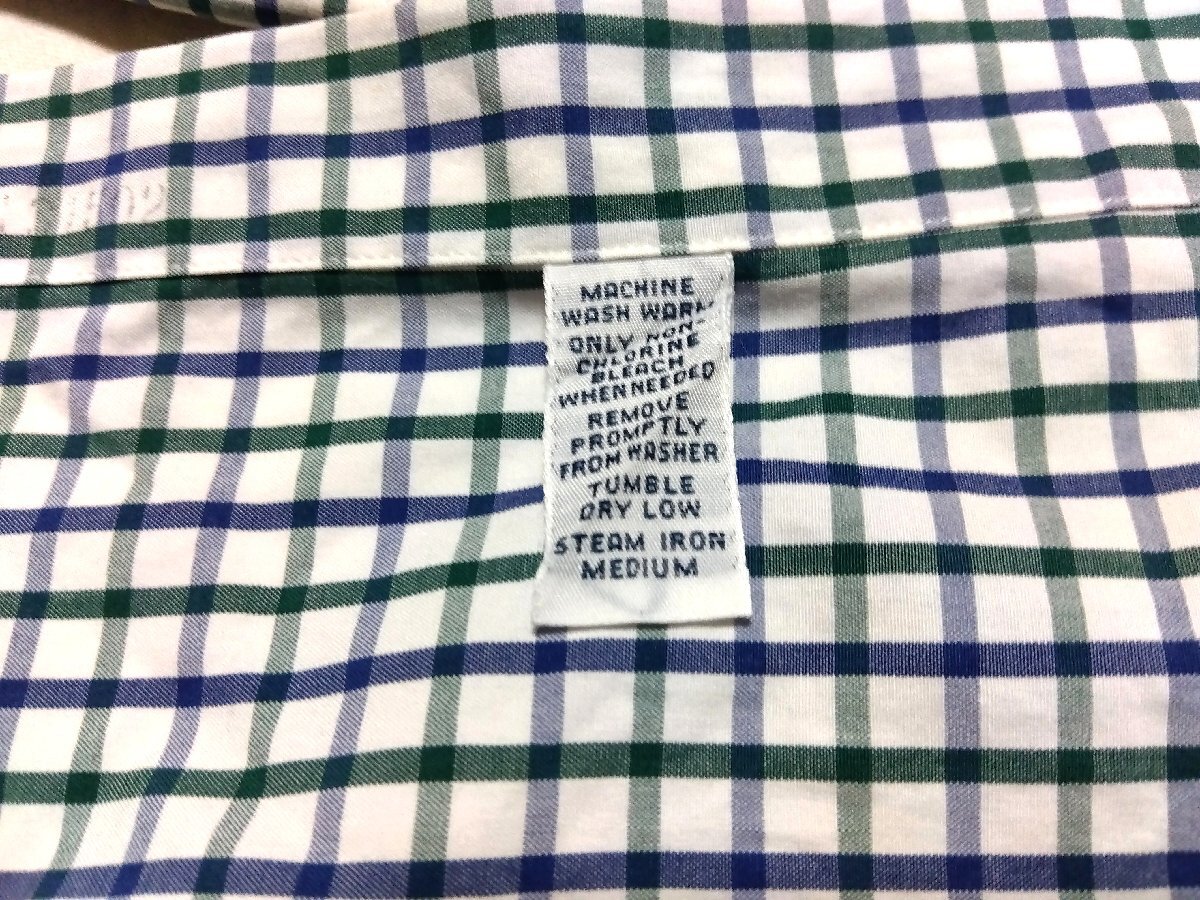 MACHINE
WASH WARM
ONLY NON-
CHLORINE
BLEACH
WHEN NEEDED
REMOVE
PROMPTLY
FROM WASHER
TUMBLE
DRY LOW
STEAM IRON
MEDIUM